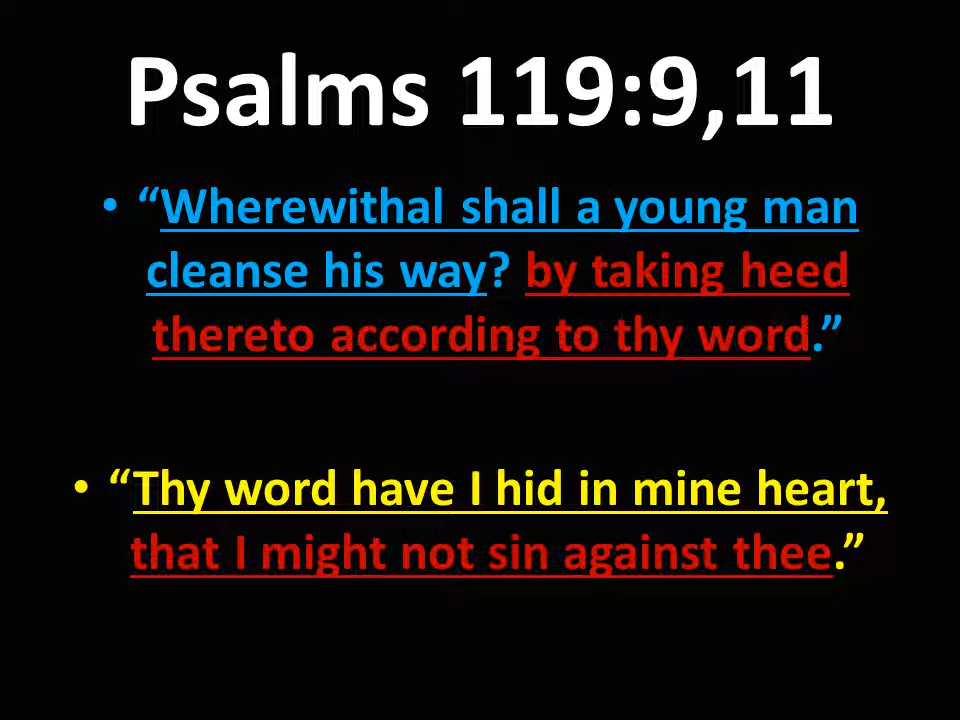 Psalms 119:9,11
• “Wherewithal shall a young man
cleanse his way? by taking heed
thereto according to thy word.”
• “Thy word have I hid in mine heart,
that I might not sin against thee.”